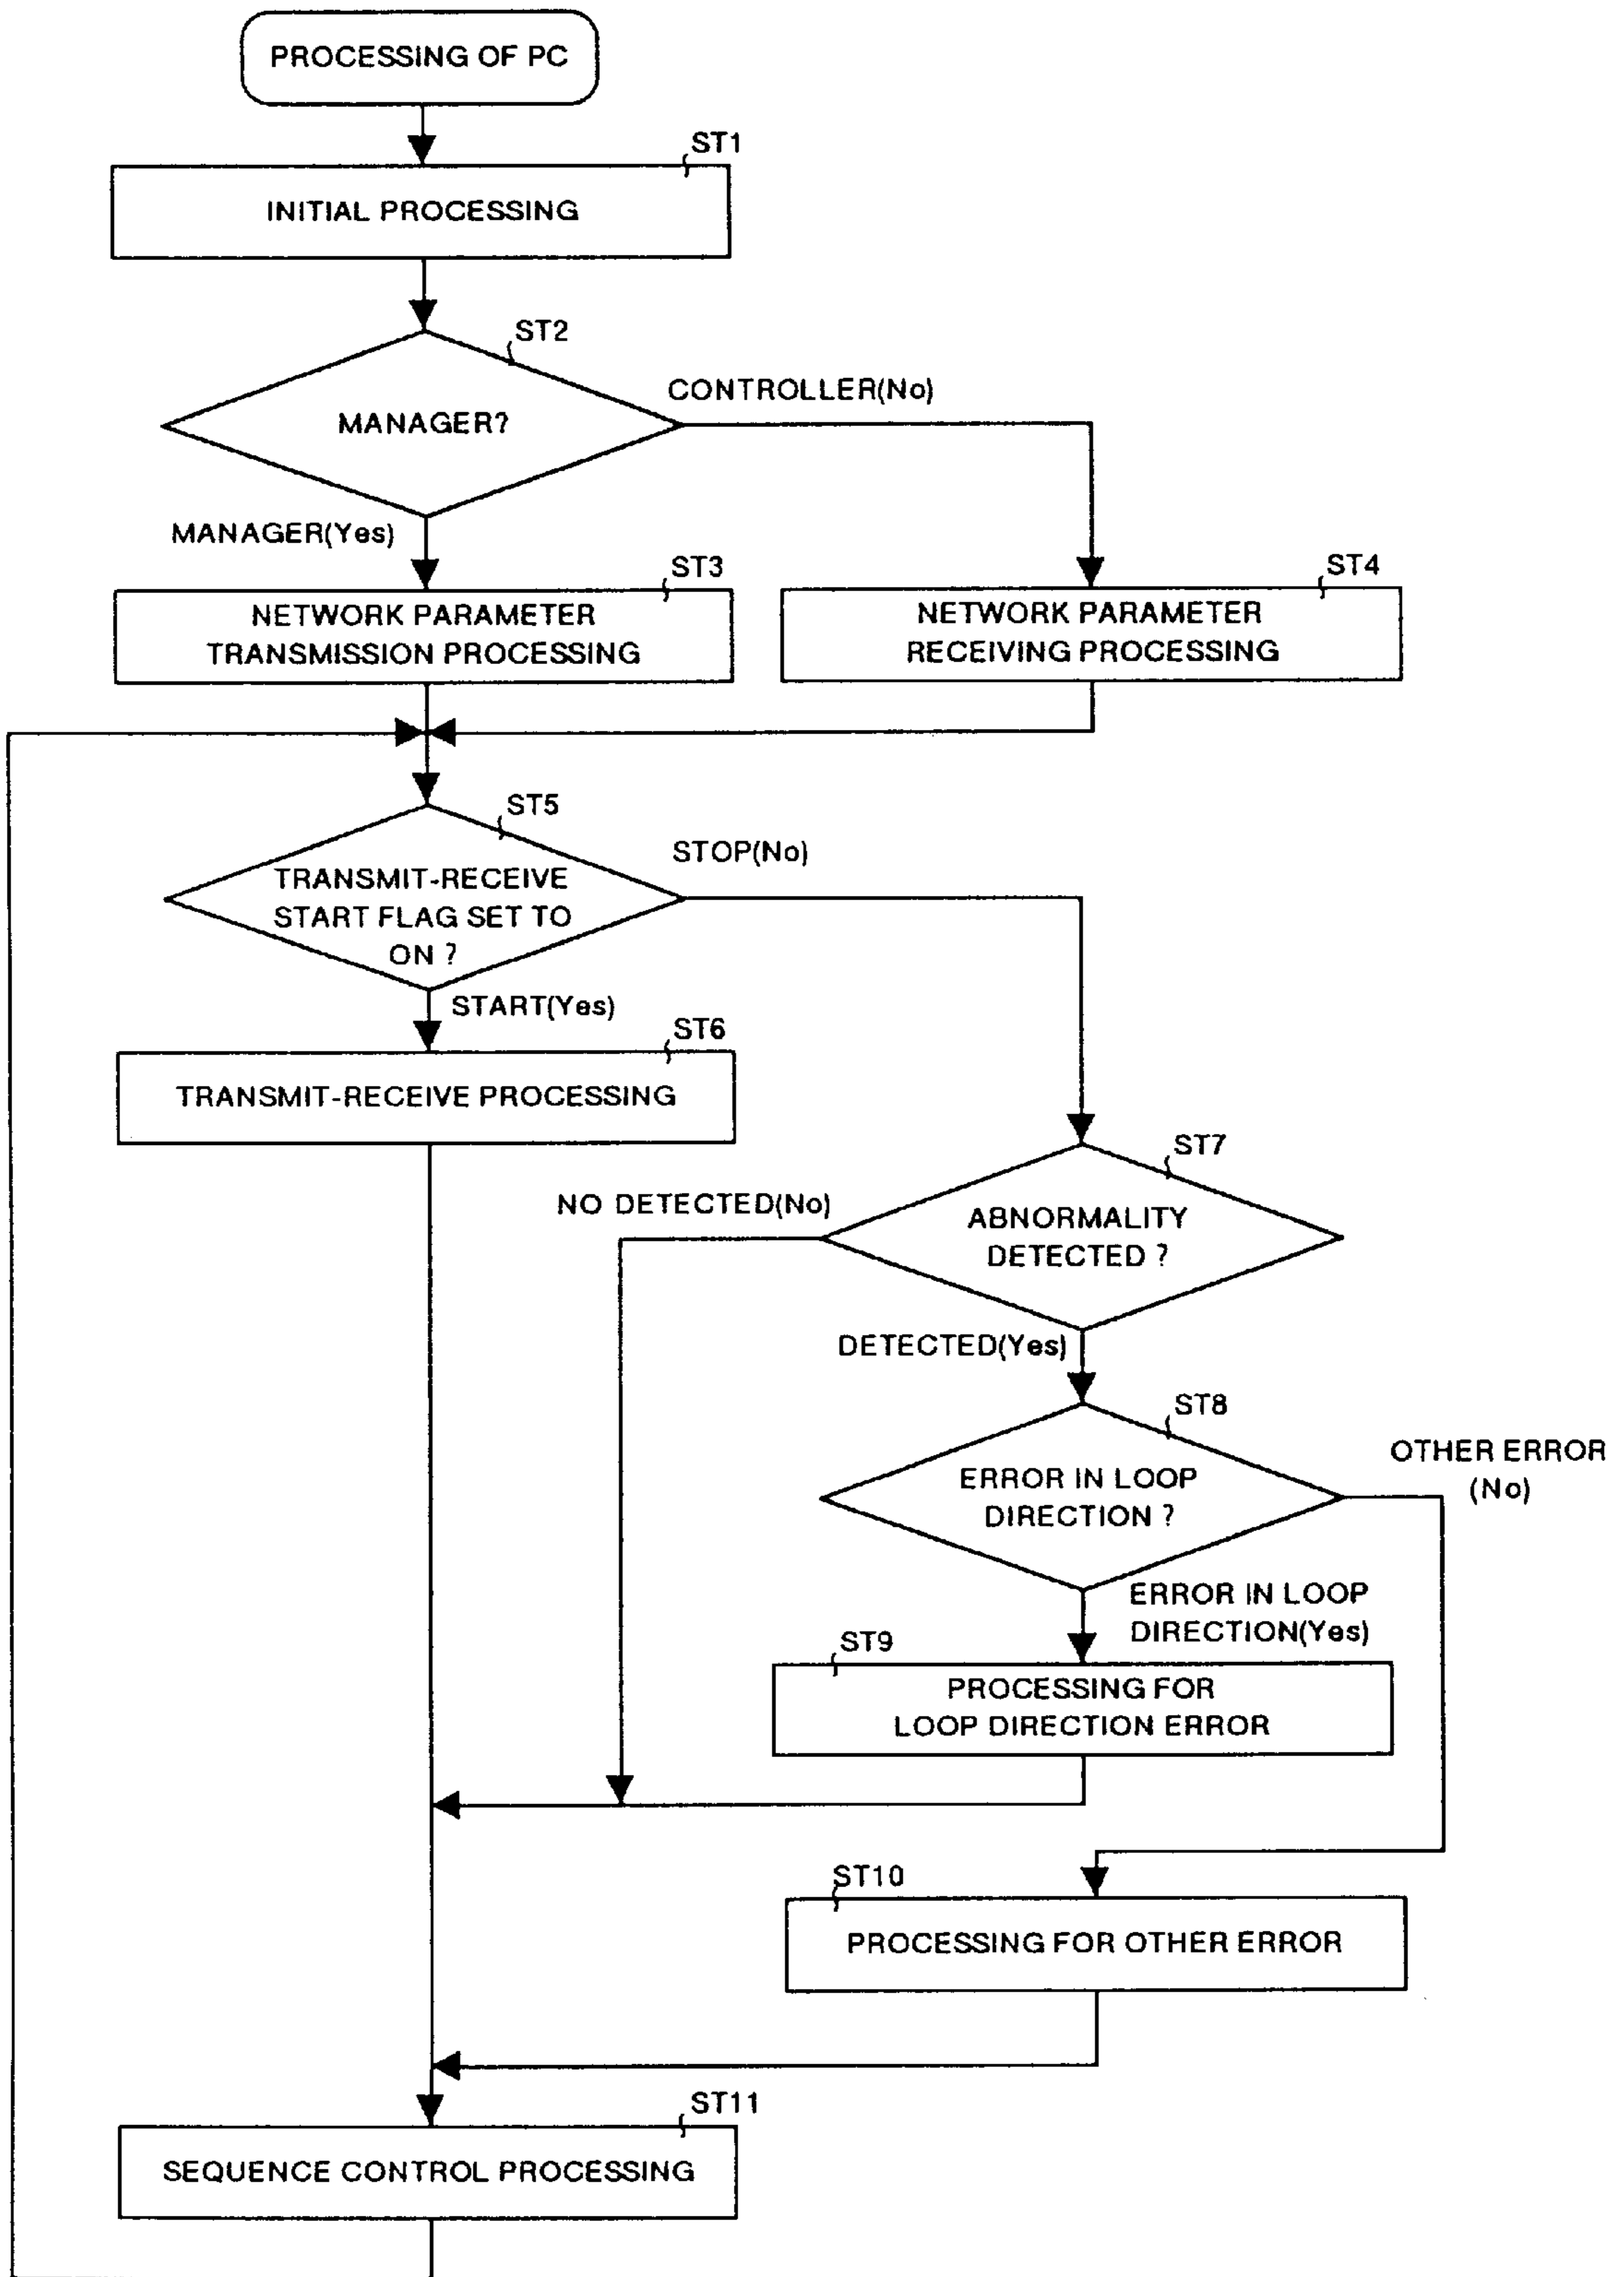 PROCESSING OF PC
ST1
INITIAL PROCESSING
ST2
MANAGER?
CONTROLLER(No)
MANAGER(Yes)
ST3
NETWORK PARAMETER
TRANSMISSION PROCESSING
ST4
NETWORK PARAMETER
RECEIVING PROCESSING
ST5
TRANSMIT-RECEIVE
START FLAG SET TO
ON ?
STOP(No)
START(Yes)
ST6
TRANSMIT-RECEIVE PROCESSING
ST7
ABNORMALITY
DETECTED ?
NO DETECTED(No)
DETECTED(Yes)
ST8
ERROR IN LOOP
DIRECTION ?
OTHER ERROR
(No)
ERROR IN LOOP
DIRECTION(Yes)
ST9
PROCESSING FOR
LOOP DIRECTION ERROR
ST10
PROCESSING FOR OTHER ERROR
ST11
SEQUENCE CONTROL PROCESSING